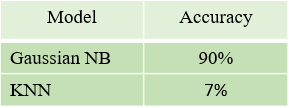 Model Accuracy
Gaussian NB 90%
KNN 7%